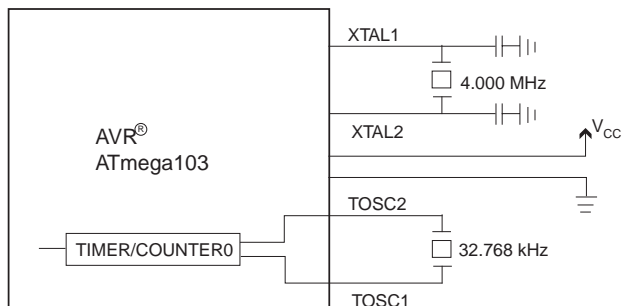 XTAL1
4.000 MHz
XTAL2
AVR®
ATmega103
VCC
TOSC2
TIMER/COUNTER0
32.768 kHz
TOSC1